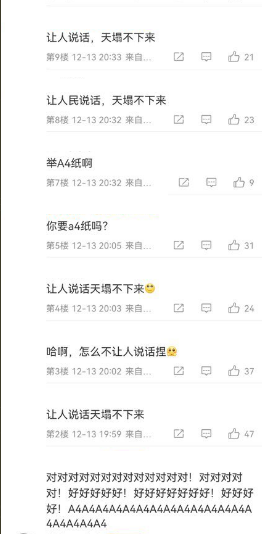 让人说话，天塌不下来
第9楼 12-13 20:33 来自... 21
让人民说话，天塌不下来
第8楼 12-13 20:32 来自... 23
举A4纸啊
第7楼 12-13 20:32 来自... 9
你要a4纸吗？
第5楼 12-13 20:05 来自... 31
让人说话天塌不下来
第4楼 12-13 20:03 来自... 24
哈啊，怎么不让人说话捏
第3楼 12-13 20:02 来自... 37
让人说话天塌不下来
第2楼 12-13 19:59 来自... 47
对对对对对对对对对对对对对！对对对对
对！好好好好好！好好好好好好好！好好好
好！A4A4A4A4A4A4A4A4A4A4A4A4A4A4A
4A4A4A4A4